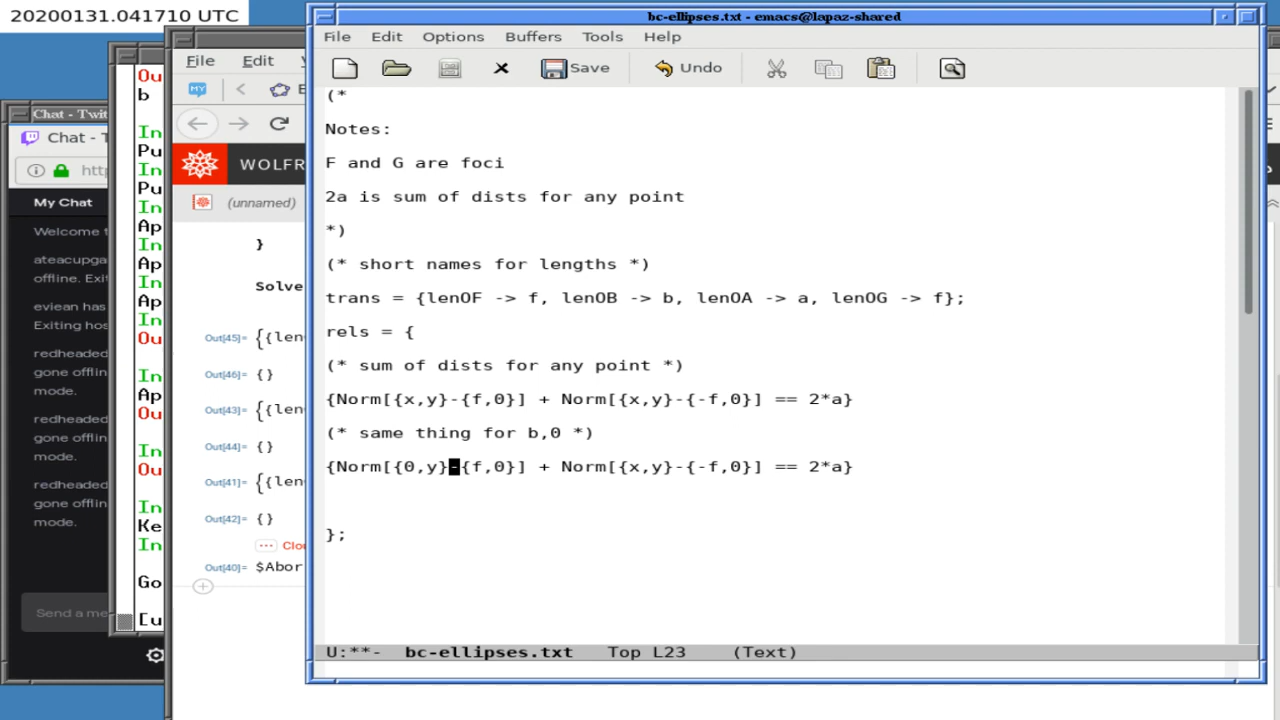 20200131.041710 UTC
bc-ellipses.txt - emacs@lapaz-shared
File Edit Options Buffers Tools Help
Save Undo
(*
Notes:
F and G are foci
2a is sum of dists for any point
*)
(* short names for lengths *)
trans = {lenOF -> f, lenOB -> b, lenOA -> a, lenOG -> f};
rels = {
(* sum of dists for any point *)
{Norm[{x,y}-{f,0}] + Norm[{x,y}-{-f,0}] == 2*a}
(* same thing for b,0 *)
{Norm[{0,y}-{f,0}] + Norm[{x,y}-{-f,0}] == 2*a}
};
U:**- bc-ellipses.txt Top L23 (Text)
File Edit
MY
WOLFR
(unnamed)
}
Solve
Out[45]= {{len
Out[46]= {}
Out[43]= {{len
Out[44]= {}
Out[41]= {{len
Out[42]= {}
... Clou
Out[40]= $Abor
Ou
b
In
Pu
In
Pu
In
Ap
In
Ap
In
Ap
In
Ou
In
Ap
Ou
In
Ou
In
Ke
In
Go
[u
Chat - Twit
Chat - T
http
My Chat
Welcome t
ateacupga
offline. Exit
eviean has
Exiting hos
redheaded
gone offlin
mode.
redheaded
gone offlin
mode.
redheaded
gone offlin
mode.
Send a me